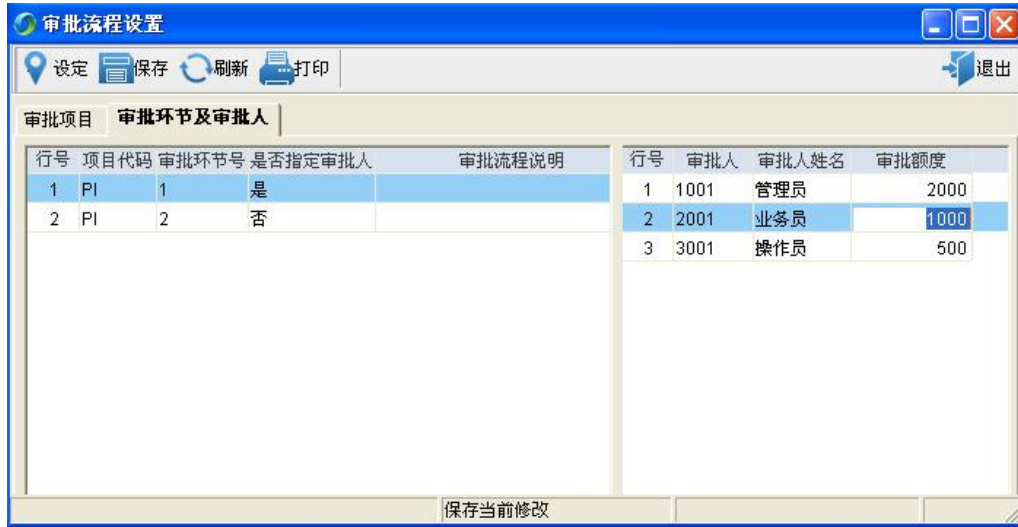 审批流程设置
设定 保存 刷新 打印 退出
审批项目 审批环节及审批人
行号 项目代码 审批环节号 是否指定审批人 审批流程说明 行号 审批人 审批人姓名 审批额度
1 PI 1 是 1 1001 管理员 2000
2 PI 2 否 2 2001 业务员 1000
3 3001 操作员 500
保存当前修改